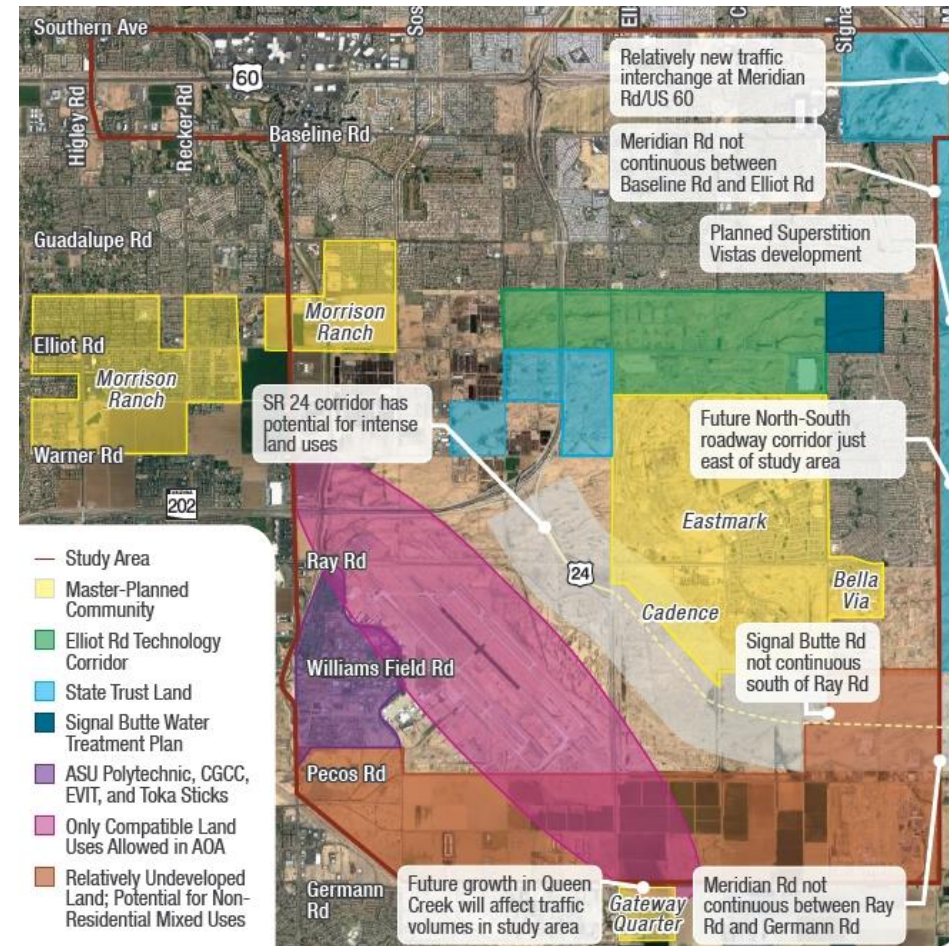 Southern Ave
60
Higley Rd
Recker Rd
Baseline Rd
Relatively new traffic
interchange at Meridian
Rd/US 60
Meridian Rd not
continuous between
Baseline Rd and Elliot Rd
Guadalupe Rd
Planned Superstition
Vistas development
Morrison
Ranch
Elliot Rd
Morrison
Ranch
SR 24 corridor has
potential for intense
land uses
Future North-South
roadway corridor just
east of study area
Warner Rd
ARIZONA
202
Eastmark
Ray Rd
24
Bella
Via
Cadence
Signal Butte Rd
not continuous
south of Ray Rd
Williams Field Rd
Pecos Rd
Study Area
Master-Planned
Community
Elliot Rd Technology
Corridor
State Trust Land
Signal Butte Water
Treatment Plan
ASU Polytechnic, CGCC,
EVIT, and Toka Sticks
Only Compatible Land
Uses Allowed in AOA
Relatively Undeveloped
Land; Potential for Non-
Residential Mixed Uses
Germann
Rd
Future growth in Queen
Creek will affect traffic
volumes in study area
Gateway
Quarter
Meridian Rd not
continuous between Ray
Rd and Germann Rd